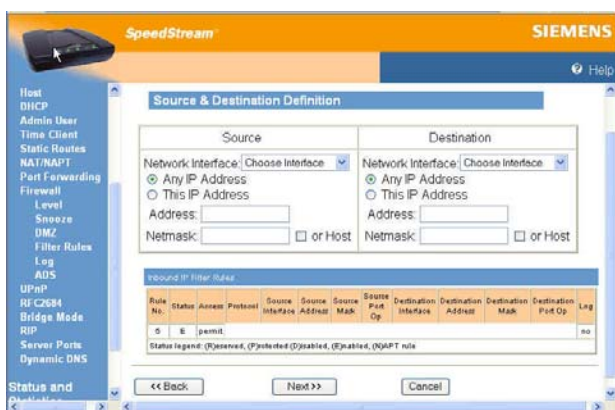 SpeedStream
SIEMENS
Help
Host
DHCP
Admin User
Time Client
Static Routes
NAT/NAPT
Port Forwarding
Firewall
Level
Snooze
DMZ
Filter Rules
Log
ADS
UPnP
RFC2684
Bridge Mode
RIP
Server Ports
Dynamic DNS
Status and
Statistics
Source & Destination Definition
Source
Network Interface: Choose Interface
Any IP Address
This IP Address
Address:
Netmask: or Host
Destination
Network Interface: Choose Interface
Any IP Address
This IP Address
Address:
Netmask: or Host
Inbound IP Filter Rules
Rule No. Status Access Protocol Source Interface Source Address Source Mask Source Port Op Destination Interface Destination Address Destination Mask Destination Port Op Log
5 E permit no
Status legend: (R)eserved, (P)rotected (D)isabled, (E)nabled, (N)APT rule
<< Back Next >> Cancel